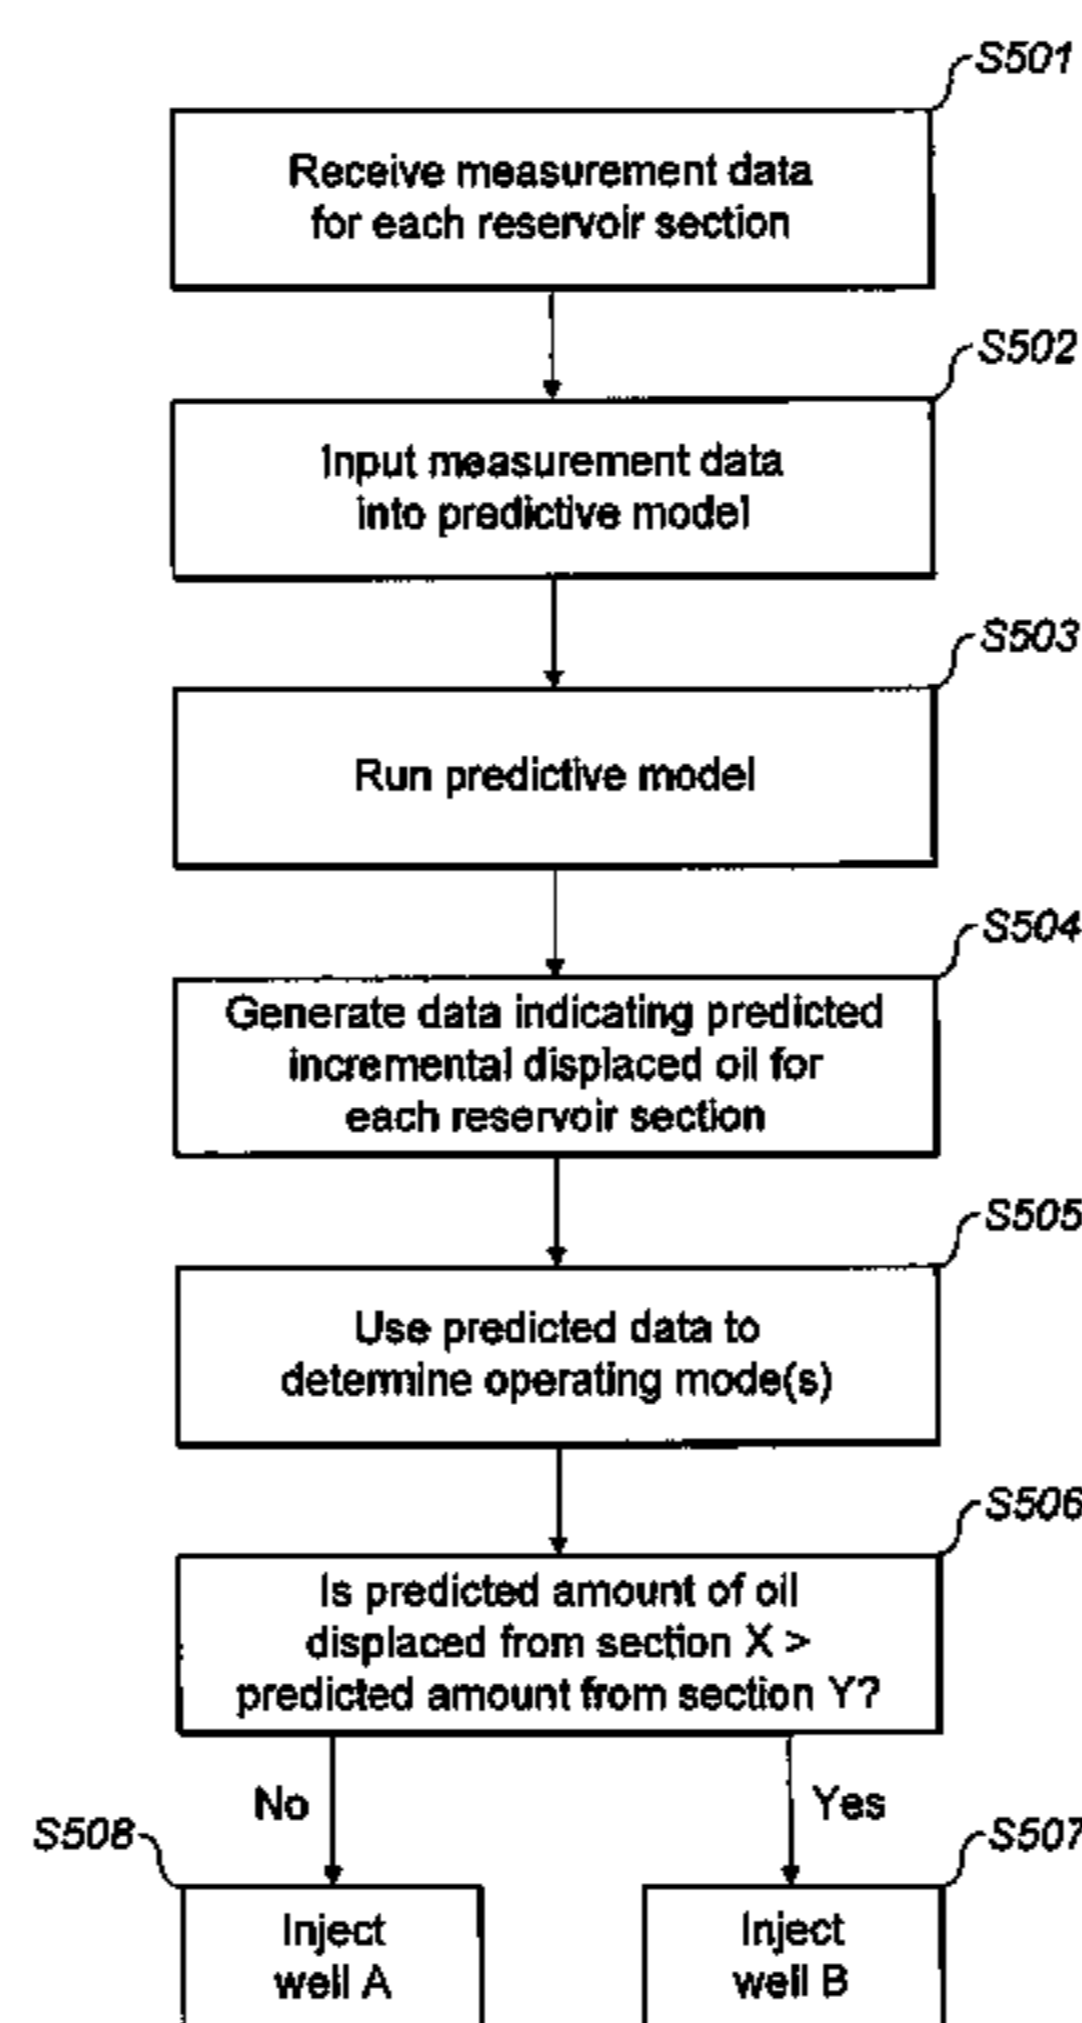 S501
Receive measurement data
for each reservoir section
S502
Input measurement data
into predictive model
S503
Run predictive model
S504
Generate data indicating predicted
incremental displaced oil for
each reservoir section
S505
Use predicted data to
determine operating mode(s)
S506
Is predicted amount of oil
displaced from section X >
predicted amount from section Y?
No
Yes
S508
S507
Inject
well A
Inject
well B